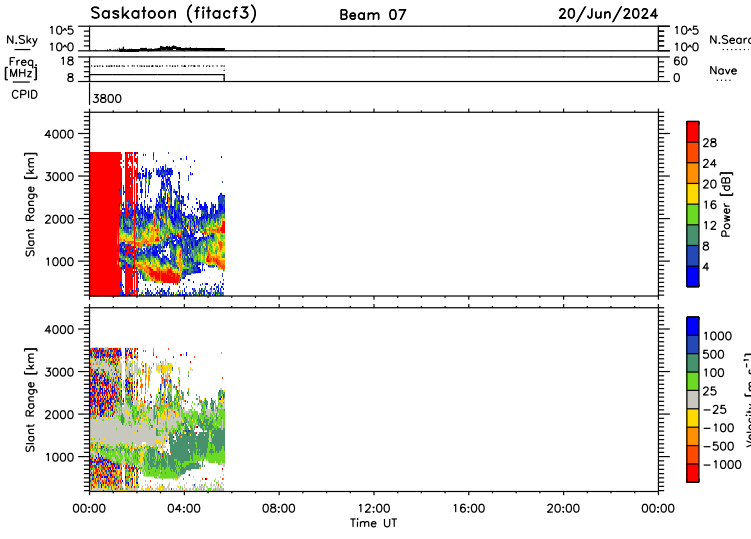 Saskatoon (fitacf3) Beam 07 20/Jun/2024
N.Sky 10^5 10^0 10^5 10^0 N.Sear
Freq. [MHz] 18 8 60 0 Nave
CPID 3800
Slant Range [km] 4000 3000 2000 1000
28 24 20 16 12 8 4 Power [dB]
Slant Range [km] 4000 3000 2000 1000
1000 500 100 25 -25 -100 -500 -1000 Velocity [m s^-1]
00:00 04:00 08:00 12:00 16:00 20:00 00:00
Time UT